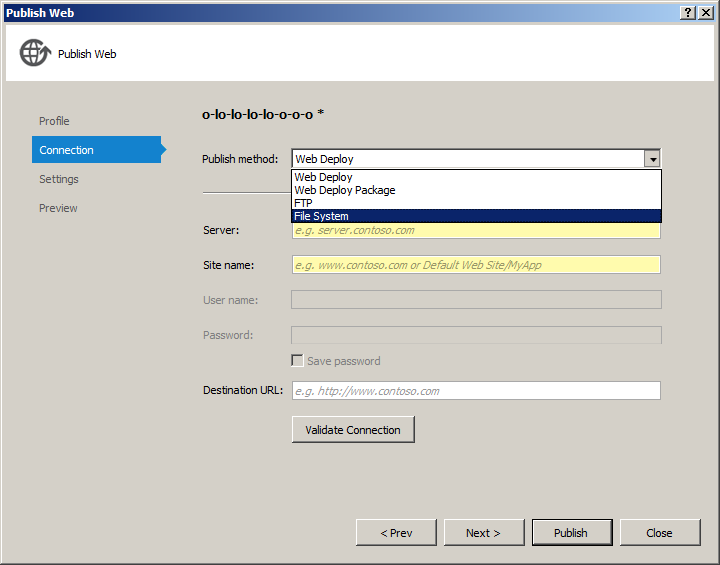 Publish Web
Publish Web
Profile
Connection
Settings
Preview
o-lo-lo-lo-lo-o-o-o *
Publish method: Web Deploy
Web Deploy
Web Deploy Package
FTP
File System
Server: e.g. server.contoso.com
Site name: e.g. www.contoso.com or Default Web Site/MyApp
User name:
Password:
Save password
Destination URL: e.g. http://www.contoso.com
Validate Connection
< Prev Next > Publish Close